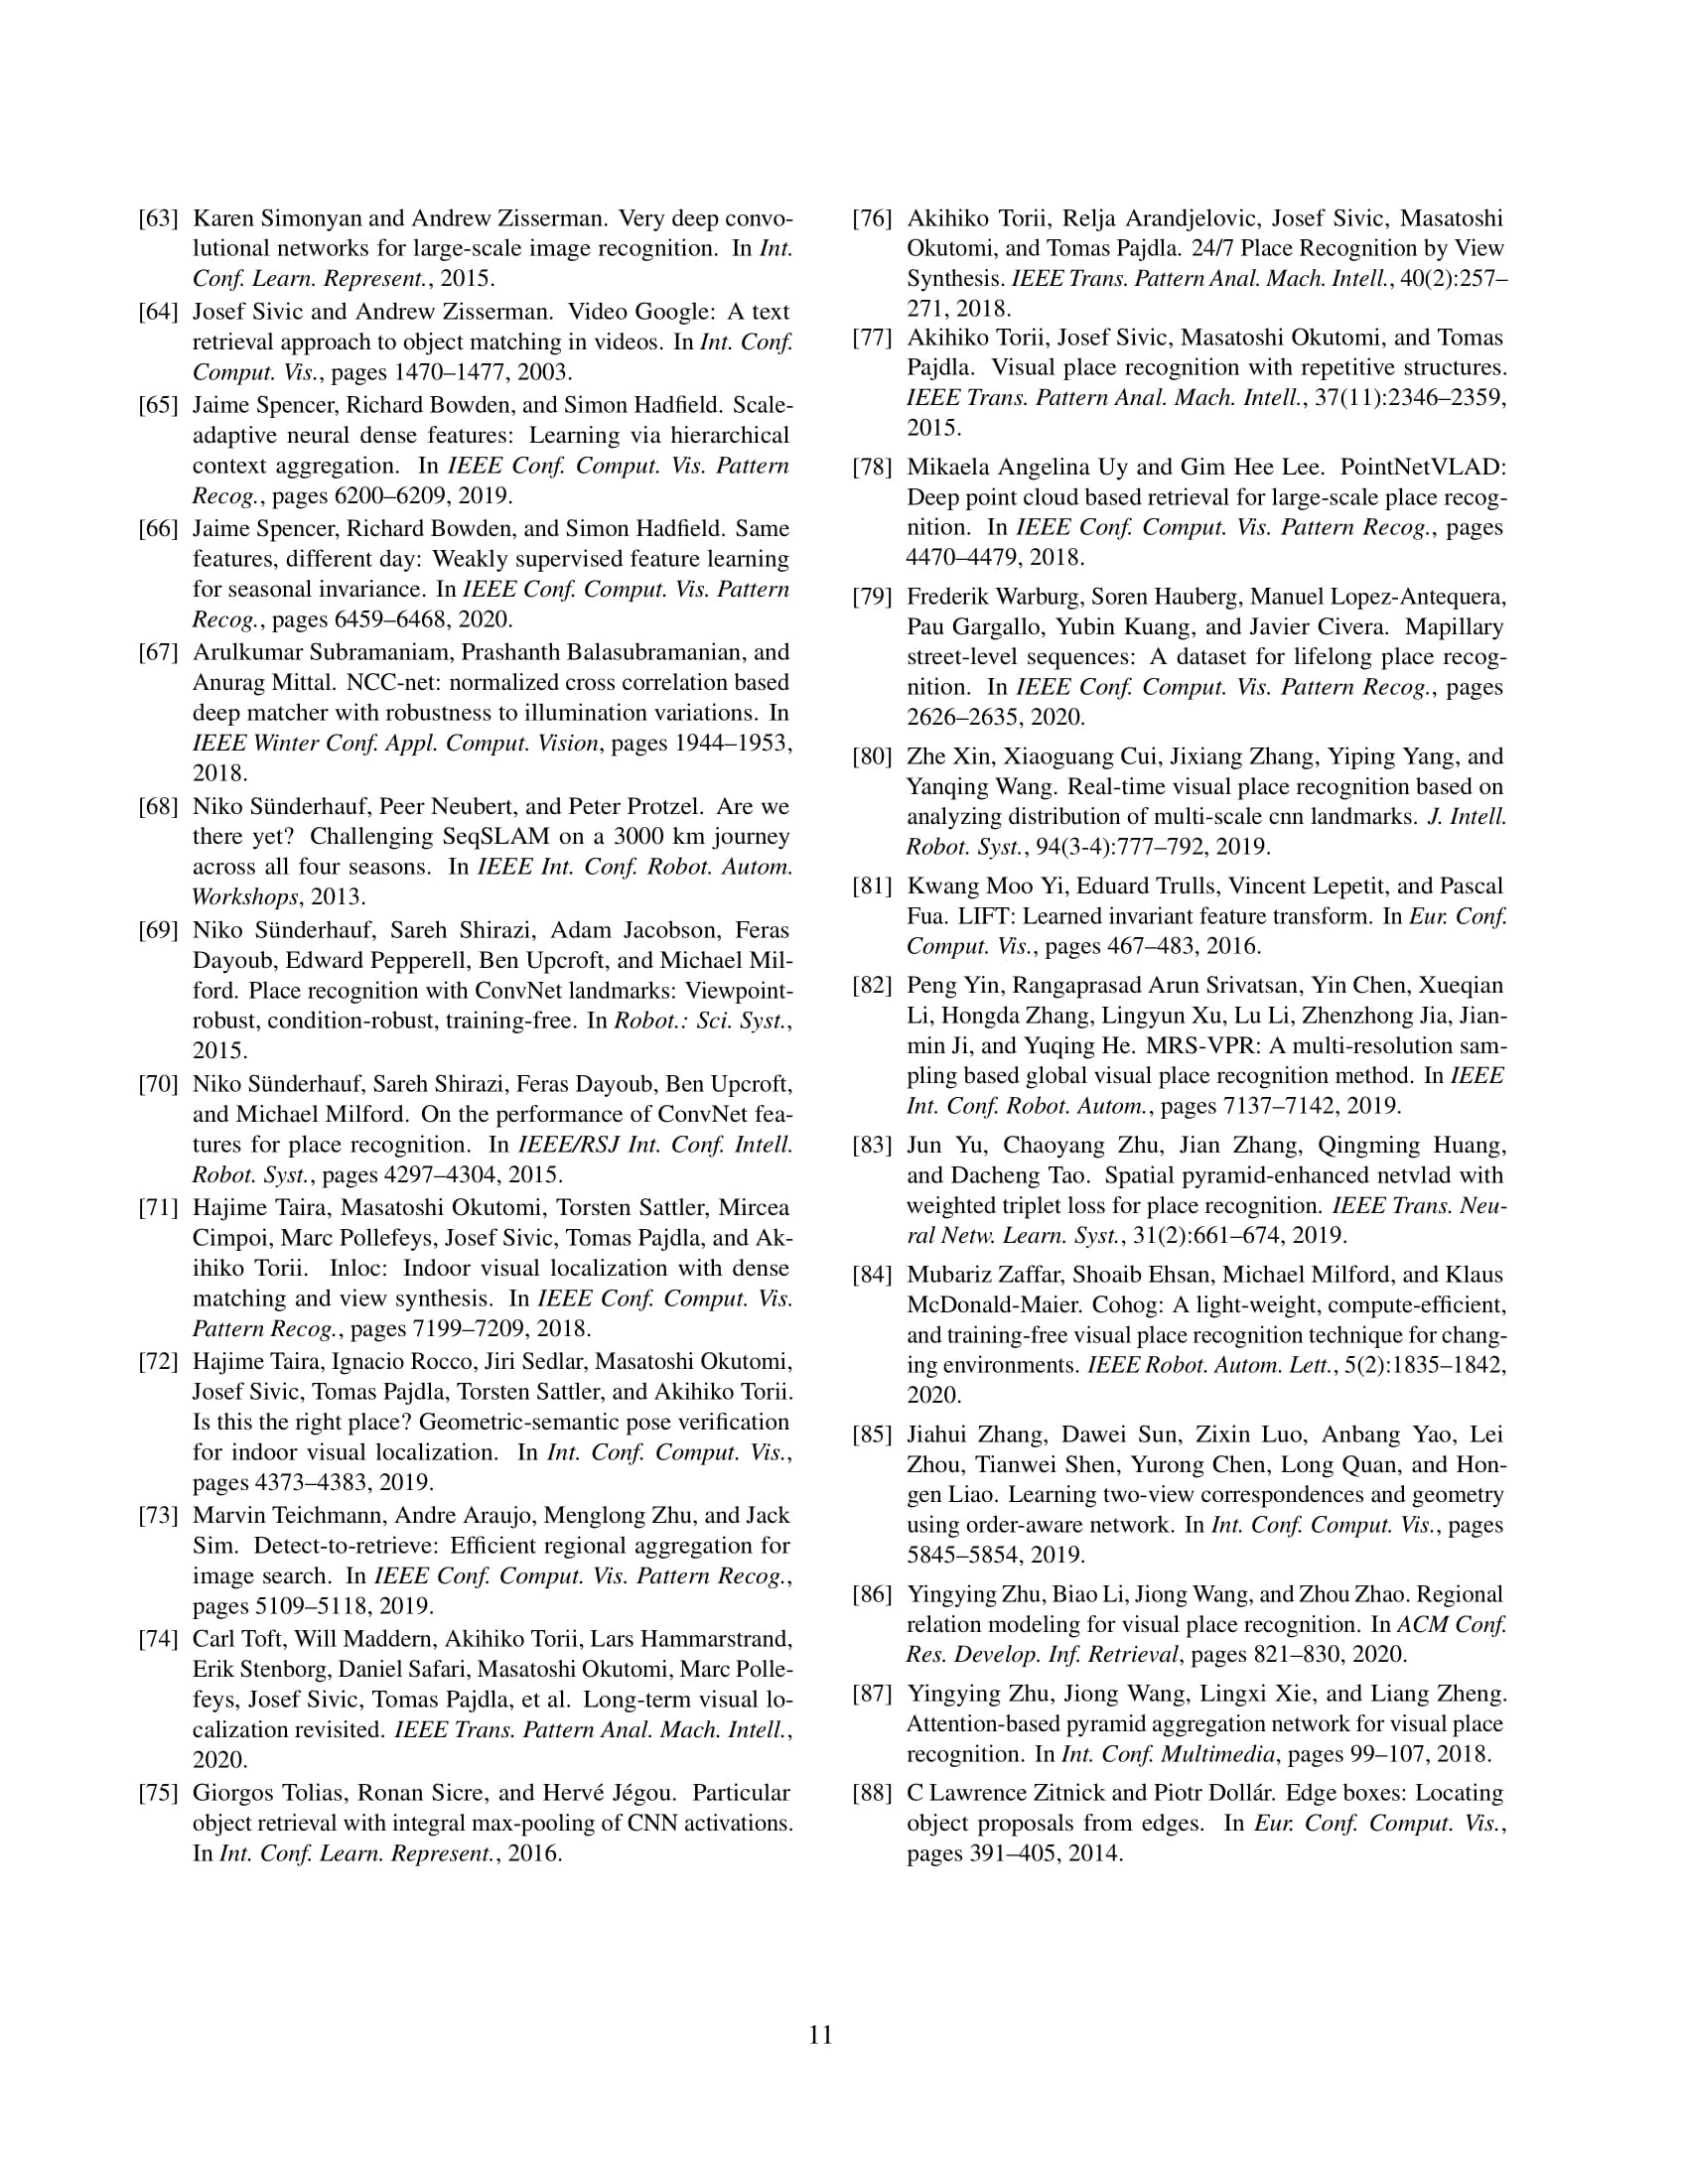 [63] Karen Simonyan and Andrew Zisserman. Very deep convo-
lutional networks for large-scale image recognition. In Int.
Conf. Learn. Represent., 2015.
[64] Josef Sivic and Andrew Zisserman. Video Google: A text
retrieval approach to object matching in videos. In Int. Conf.
Comput. Vis., pages 1470–1477, 2003.
[65] Jaime Spencer, Richard Bowden, and Simon Hadfield. Scale-
adaptive neural dense features: Learning via hierarchical
context aggregation. In IEEE Conf. Comput. Vis. Pattern
Recog., pages 6200–6209, 2019.
[66] Jaime Spencer, Richard Bowden, and Simon Hadfield. Same
features, different day: Weakly supervised feature learning
for seasonal invariance. In IEEE Conf. Comput. Vis. Pattern
Recog., pages 6459–6468, 2020.
[67] Arulkumar Subramaniam, Prashanth Balasubramanian, and
Anurag Mittal. NCC-net: normalized cross correlation based
deep matcher with robustness to illumination variations. In
IEEE Winter Conf. Appl. Comput. Vision, pages 1944–1953,
2018.
[68] Niko Sünderhauf, Peer Neubert, and Peter Protzel. Are we
there yet? Challenging SeqSLAM on a 3000 km journey
across all four seasons. In IEEE Int. Conf. Robot. Autom.
Workshops, 2013.
[69] Niko Sünderhauf, Sareh Shirazi, Adam Jacobson, Feras
Dayoub, Edward Pepperell, Ben Upcroft, and Michael Mil-
ford. Place recognition with ConvNet landmarks: Viewpoint-
robust, condition-robust, training-free. In Robot.: Sci. Syst.,
2015.
[70] Niko Sünderhauf, Sareh Shirazi, Feras Dayoub, Ben Upcroft,
and Michael Milford. On the performance of ConvNet fea-
tures for place recognition. In IEEE/RSJ Int. Conf. Intell.
Robot. Syst., pages 4297–4304, 2015.
[71] Hajime Taira, Masatoshi Okutomi, Torsten Sattler, Mircea
Cimpoi, Marc Pollefeys, Josef Sivic, Tomas Pajdla, and Ak-
ihiko Torii. Inloc: Indoor visual localization with dense
matching and view synthesis. In IEEE Conf. Comput. Vis.
Pattern Recog., pages 7199–7209, 2018.
[72] Hajime Taira, Ignacio Rocco, Jiri Sedlar, Masatoshi Okutomi,
Josef Sivic, Tomas Pajdla, Torsten Sattler, and Akihiko Torii.
Is this the right place? Geometric-semantic pose verification
for indoor visual localization. In Int. Conf. Comput. Vis.,
pages 4373–4383, 2019.
[73] Marvin Teichmann, Andre Araujo, Menglong Zhu, and Jack
Sim. Detect-to-retrieve: Efficient regional aggregation for
image search. In IEEE Conf. Comput. Vis. Pattern Recog.,
pages 5109–5118, 2019.
[74] Carl Toft, Will Maddern, Akihiko Torii, Lars Hammarstrand,
Erik Stenborg, Daniel Safari, Masatoshi Okutomi, Marc Polle-
feys, Josef Sivic, Tomas Pajdla, et al. Long-term visual lo-
calization revisited. IEEE Trans. Pattern Anal. Mach. Intell.,
2020.
[75] Giorgos Tolias, Ronan Sicre, and Hervé Jégou. Particular
object retrieval with integral max-pooling of CNN activations.
In Int. Conf. Learn. Represent., 2016.
[76] Akihiko Torii, Relja Arandjelovic, Josef Sivic, Masatoshi
Okutomi, and Tomas Pajdla. 24/7 Place Recognition by View
Synthesis. IEEE Trans. Pattern Anal. Mach. Intell., 40(2):257–
271, 2018.
[77] Akihiko Torii, Josef Sivic, Masatoshi Okutomi, and Tomas
Pajdla. Visual place recognition with repetitive structures.
IEEE Trans. Pattern Anal. Mach. Intell., 37(11):2346–2359,
2015.
[78] Mikaela Angelina Uy and Gim Hee Lee. PointNetVLAD:
Deep point cloud based retrieval for large-scale place recog-
nition. In IEEE Conf. Comput. Vis. Pattern Recog., pages
4470–4479, 2018.
[79] Frederik Warburg, Soren Hauberg, Manuel Lopez-Antequera,
Pau Gargallo, Yubin Kuang, and Javier Civera. Mapillary
street-level sequences: A dataset for lifelong place recog-
nition. In IEEE Conf. Comput. Vis. Pattern Recog., pages
2626–2635, 2020.
[80] Zhe Xin, Xiaoguang Cui, Jixiang Zhang, Yiping Yang, and
Yanqing Wang. Real-time visual place recognition based on
analyzing distribution of multi-scale cnn landmarks. J. Intell.
Robot. Syst., 94(3-4):777–792, 2019.
[81] Kwang Moo Yi, Eduard Trulls, Vincent Lepetit, and Pascal
Fua. LIFT: Learned invariant feature transform. In Eur. Conf.
Comput. Vis., pages 467–483, 2016.
[82] Peng Yin, Rangaprasad Arun Srivatsan, Yin Chen, Xueqian
Li, Hongda Zhang, Lingyun Xu, Lu Li, Zhenzhong Jia, Jian-
min Ji, and Yuqing He. MRS-VPR: A multi-resolution sam-
pling based global visual place recognition method. In IEEE
Int. Conf. Robot. Autom., pages 7137–7142, 2019.
[83] Jun Yu, Chaoyang Zhu, Jian Zhang, Qingming Huang,
and Dacheng Tao. Spatial pyramid-enhanced netvlad with
weighted triplet loss for place recognition. IEEE Trans. Neu-
ral Netw. Learn. Syst., 31(2):661–674, 2019.
[84] Mubariz Zaffar, Shoaib Ehsan, Michael Milford, and Klaus
McDonald-Maier. Cohog: A light-weight, compute-efficient,
and training-free visual place recognition technique for chang-
ing environments. IEEE Robot. Autom. Lett., 5(2):1835–1842,
2020.
[85] Jiahui Zhang, Dawei Sun, Zixin Luo, Anbang Yao, Lei
Zhou, Tianwei Shen, Yurong Chen, Long Quan, and Hon-
gen Liao. Learning two-view correspondences and geometry
using order-aware network. In Int. Conf. Comput. Vis., pages
5845–5854, 2019.
[86] Yingying Zhu, Biao Li, Jiong Wang, and Zhou Zhao. Regional
relation modeling for visual place recognition. In ACM Conf.
Res. Develop. Inf. Retrieval, pages 821–830, 2020.
[87] Yingying Zhu, Jiong Wang, Lingxi Xie, and Liang Zheng.
Attention-based pyramid aggregation network for visual place
recognition. In Int. Conf. Multimedia, pages 99–107, 2018.
[88] C Lawrence Zitnick and Piotr Dollár. Edge boxes: Locating
object proposals from edges. In Eur. Conf. Comput. Vis.,
pages 391–405, 2014.
11